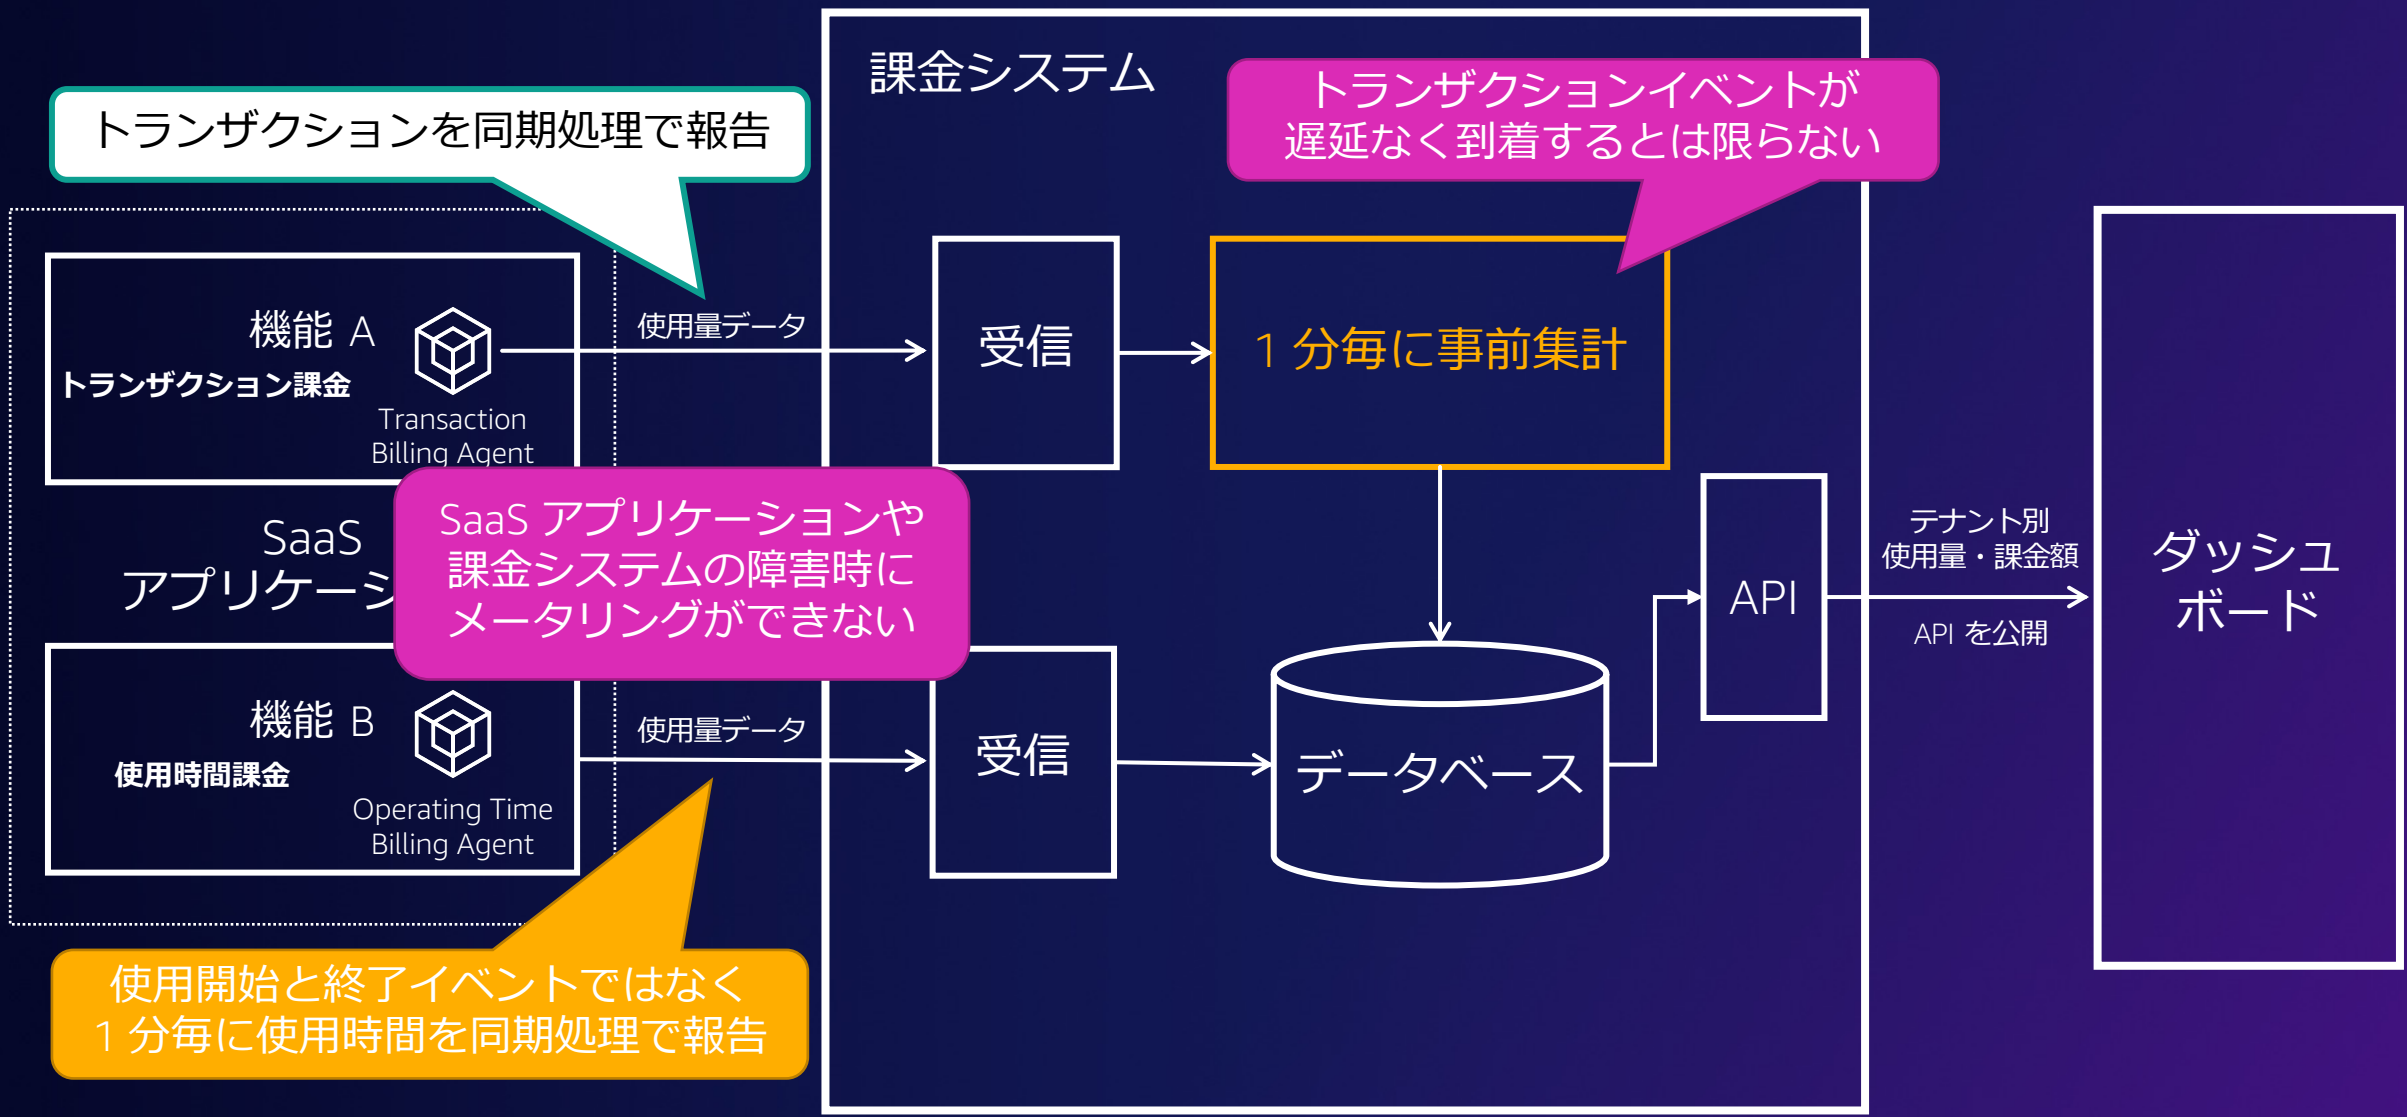 課金システム
トランザクションイベントが
遅延なく到着するとは限らない
トランザクションを同期処理で報告
機能 A
トランザクション課金
Transaction
Billing Agent
使用量データ
受信
1 分毎に事前集計
SaaS
アプリケーシ
SaaS アプリケーションや
課金システムの障害時に
メータリングができない
機能 B
使用時間課金
Operating Time
Billing Agent
使用量データ
受信
データベース
API
テナント別
使用量・課金額
API を公開
ダッシュ
ボード
使用開始と終了イベントではなく
1 分毎に使用時間を同期処理で報告